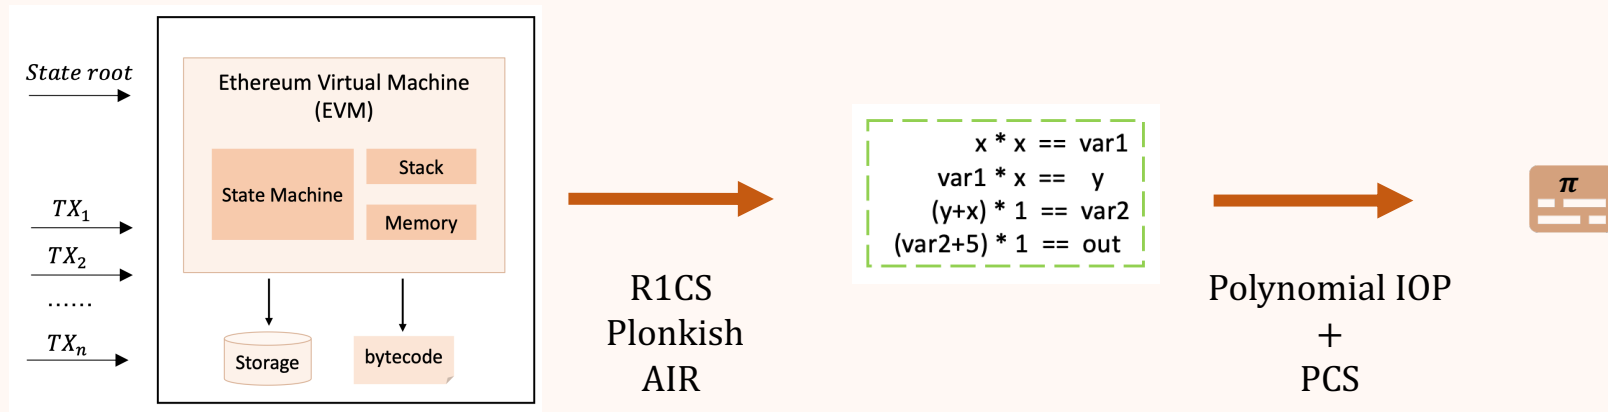 State root
TX₁
TX₂
......
TXₙ
Ethereum Virtual Machine
(EVM)
State Machine
Stack
Memory
Storage
bytecode
R1CS
Plonkish
AIR
x * x == var1
var1 * x == y
(y+x) * 1 == var2
(var2+5) * 1 == out
Polynomial IOP
+
PCS
π